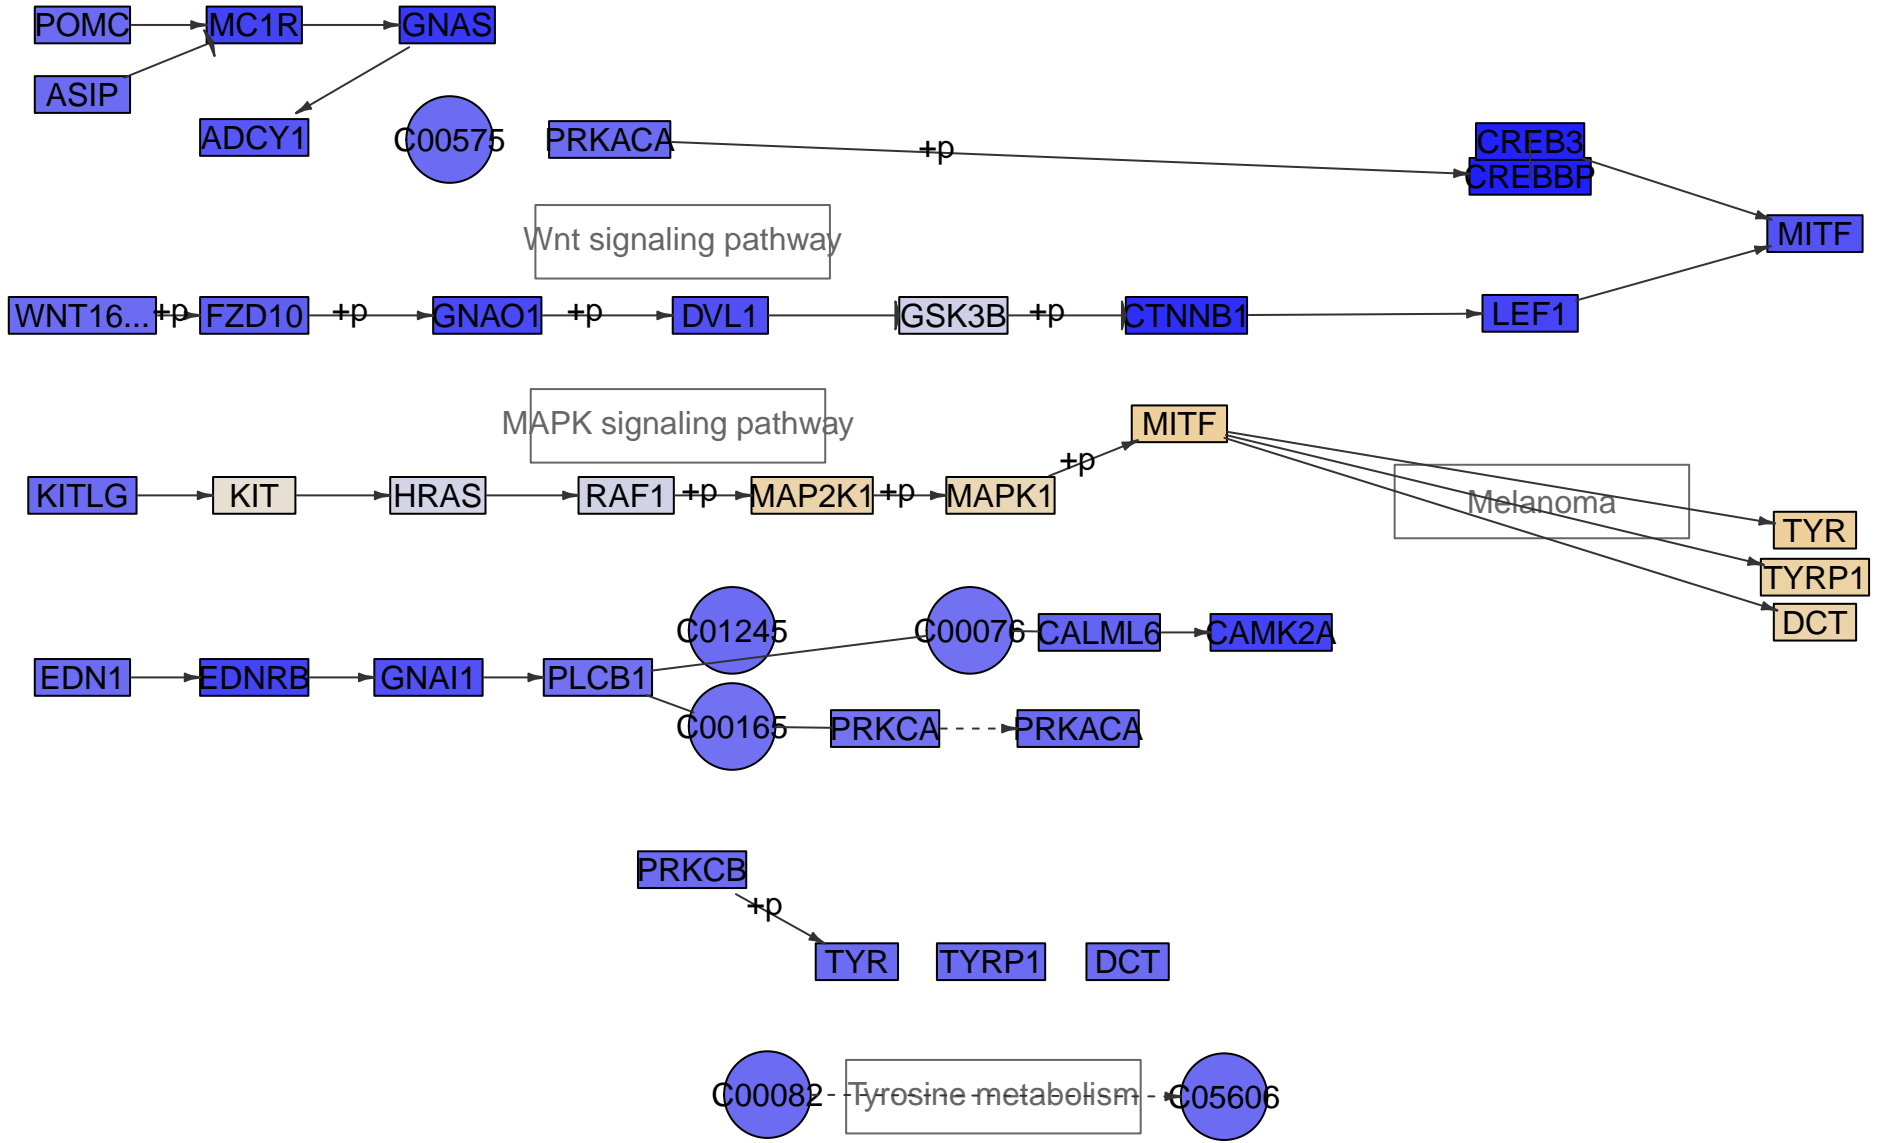 POMC
MC1R
GNAS
ASIP
ADCY1
C00575
PRKACA
+p
CREB3
CREBBP
Wnt signaling pathway
MITF
WNT16...
+p
FZD10
+p
GNAO1
+p
DVL1
GSK3B
+p
CTNNB1
LEF1
MAPK signaling pathway
MITF
+p
KITLG
KIT
HRAS
RAF1
+p
MAP2K1
+p
MAPK1
Melanoma
TYR
TYRP1
DCT
C01245
C00076
CALML6
CAMK2A
EDN1
EDNRB
GNAI1
PLCB1
C00165
PRKCA
PRKACA
PRKCB
+p
TYR
TYRP1
DCT
C00082
Tyrosine metabolism
C05606